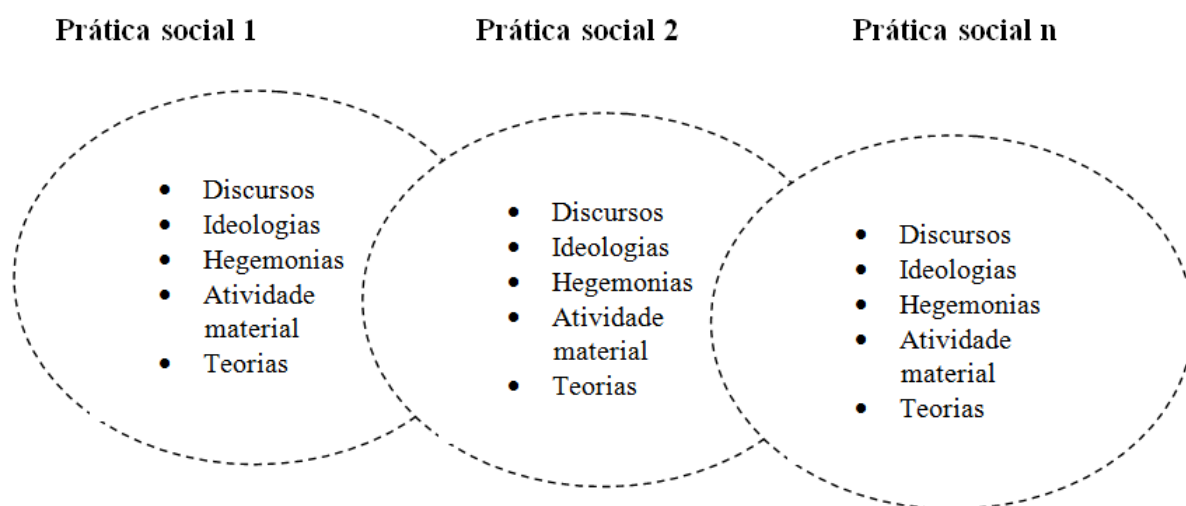 Prática social 1
Prática social 2
Prática social n
• Discursos
• Ideologias
• Hegemonias
• Atividade
material
• Teorias
• Discursos
• Ideologias
• Hegemonias
• Atividade
material
• Teorias
• Discursos
• Ideologias
• Hegemonias
• Atividade
material
• Teorias